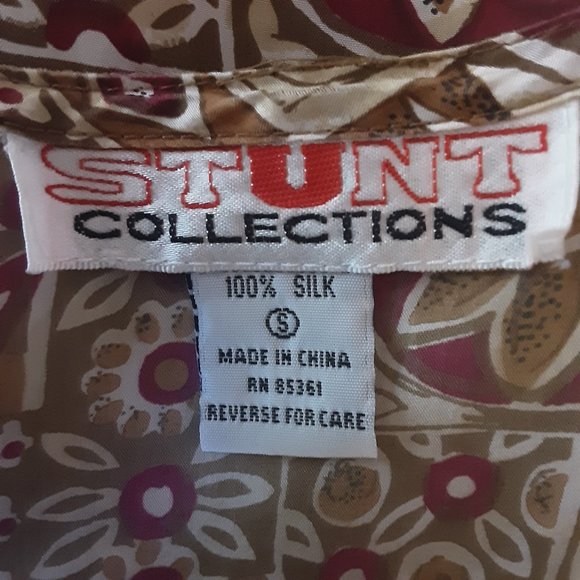 STUNT
COLLECTIONS
100% SILK
S
MADE IN CHINA
RN 85361
REVERSE FOR CARE